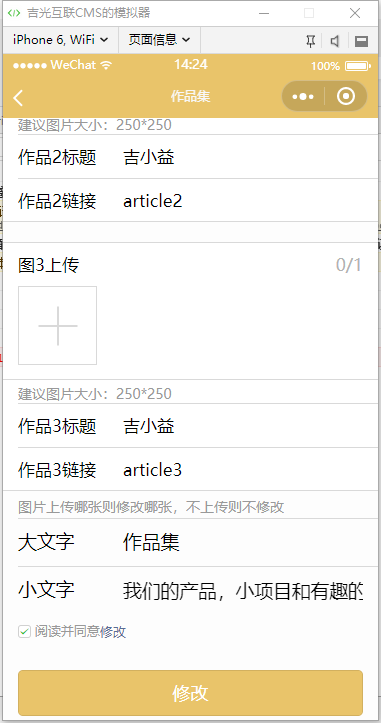 吉光互联CMS的模拟器
iPhone 6, WiFi 页面信息
WeChat 14:24 100%
作品集
建议图片大小：250*250
作品2标题 吉小益
作品2链接 article2
图3上传 0/1
建议图片大小：250*250
作品3标题 吉小益
作品3链接 article3
图片上传哪张则修改哪张，不上传则不修改
大文字 作品集
小文字 我们的产品，小项目和有趣的
阅读并同意修改
修改